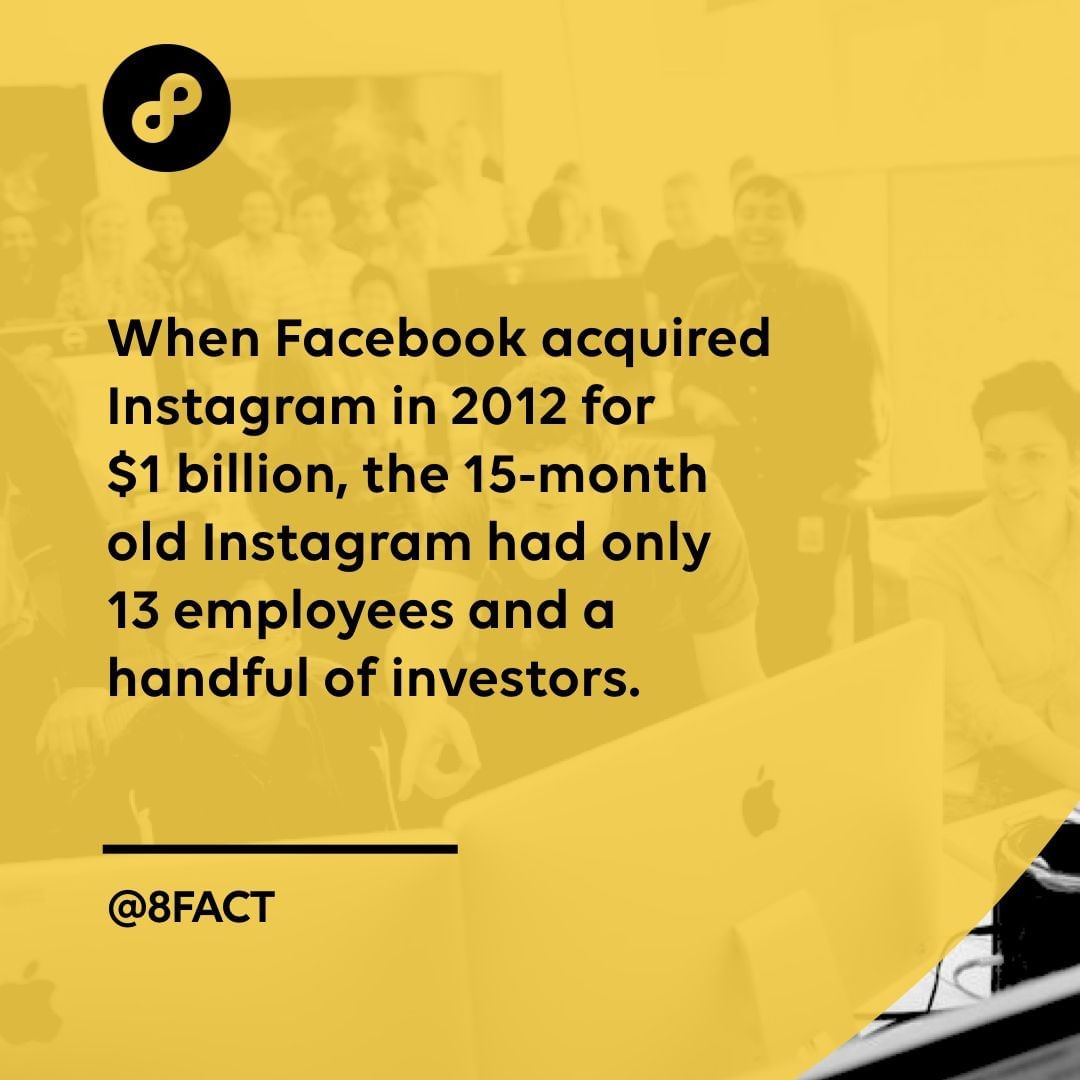 When Facebook acquired
Instagram in 2012 for
$1 billion, the 15-month
old Instagram had only
13 employees and a
handful of investors.
@8FACT